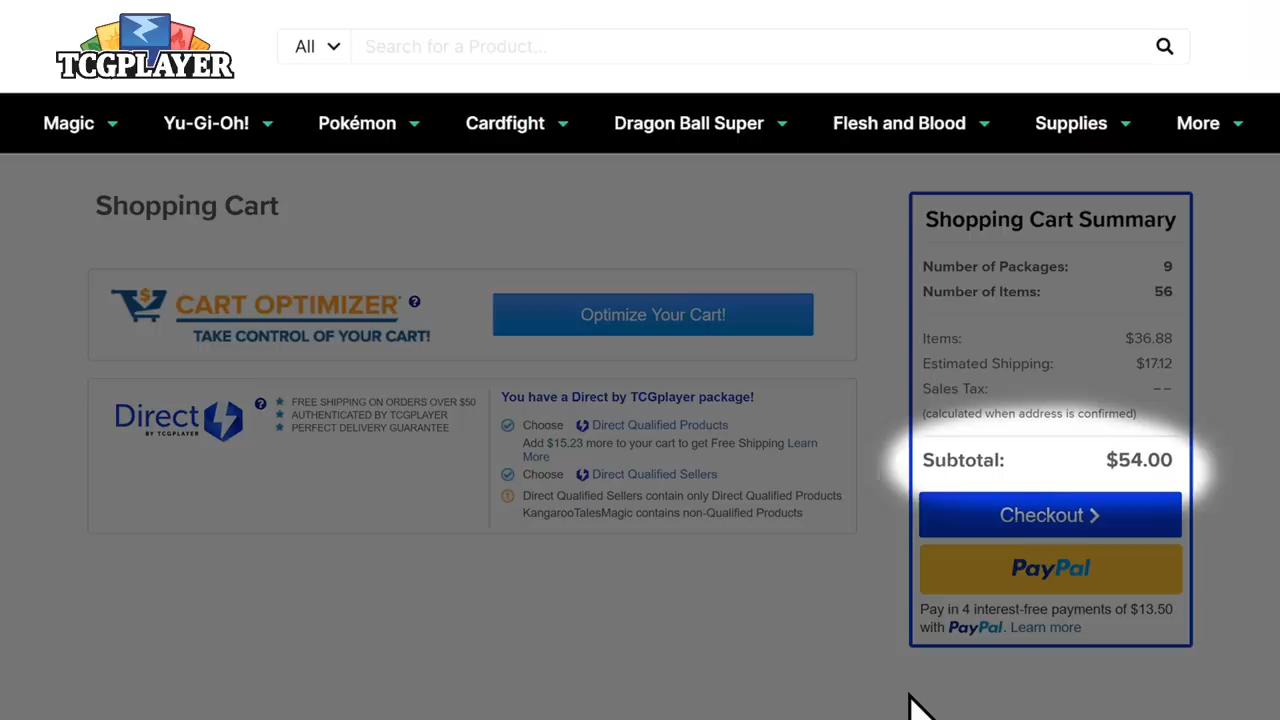 TCGPLAYER
All
Search for a Product...
Magic
Yu-Gi-Oh!
Pokémon
Cardfight
Dragon Ball Super
Flesh and Blood
Supplies
More
Shopping Cart
CART OPTIMIZER ?
TAKE CONTROL OF YOUR CART!
Optimize Your Cart!
Direct
BY TCGPLAYER
?
FREE SHIPPING ON ORDERS OVER $50
AUTHENTICATED BY TCGPLAYER
PERFECT DELIVERY GUARANTEE
You have a Direct by TCGplayer package!
Choose Direct Qualified Products
Add $15.23 more to your cart to get Free Shipping Learn
More
Choose Direct Qualified Sellers
Direct Qualified Sellers contain only Direct Qualified Products
KangarooTalesMagic contains non-Qualified Products
Shopping Cart Summary
Number of Packages: 9
Number of Items: 56
Items: $36.88
Estimated Shipping: $17.12
Sales Tax: --
(calculated when address is confirmed)
Subtotal: $54.00
Checkout
PayPal
Pay in 4 interest-free payments of $13.50
with PayPal. Learn more